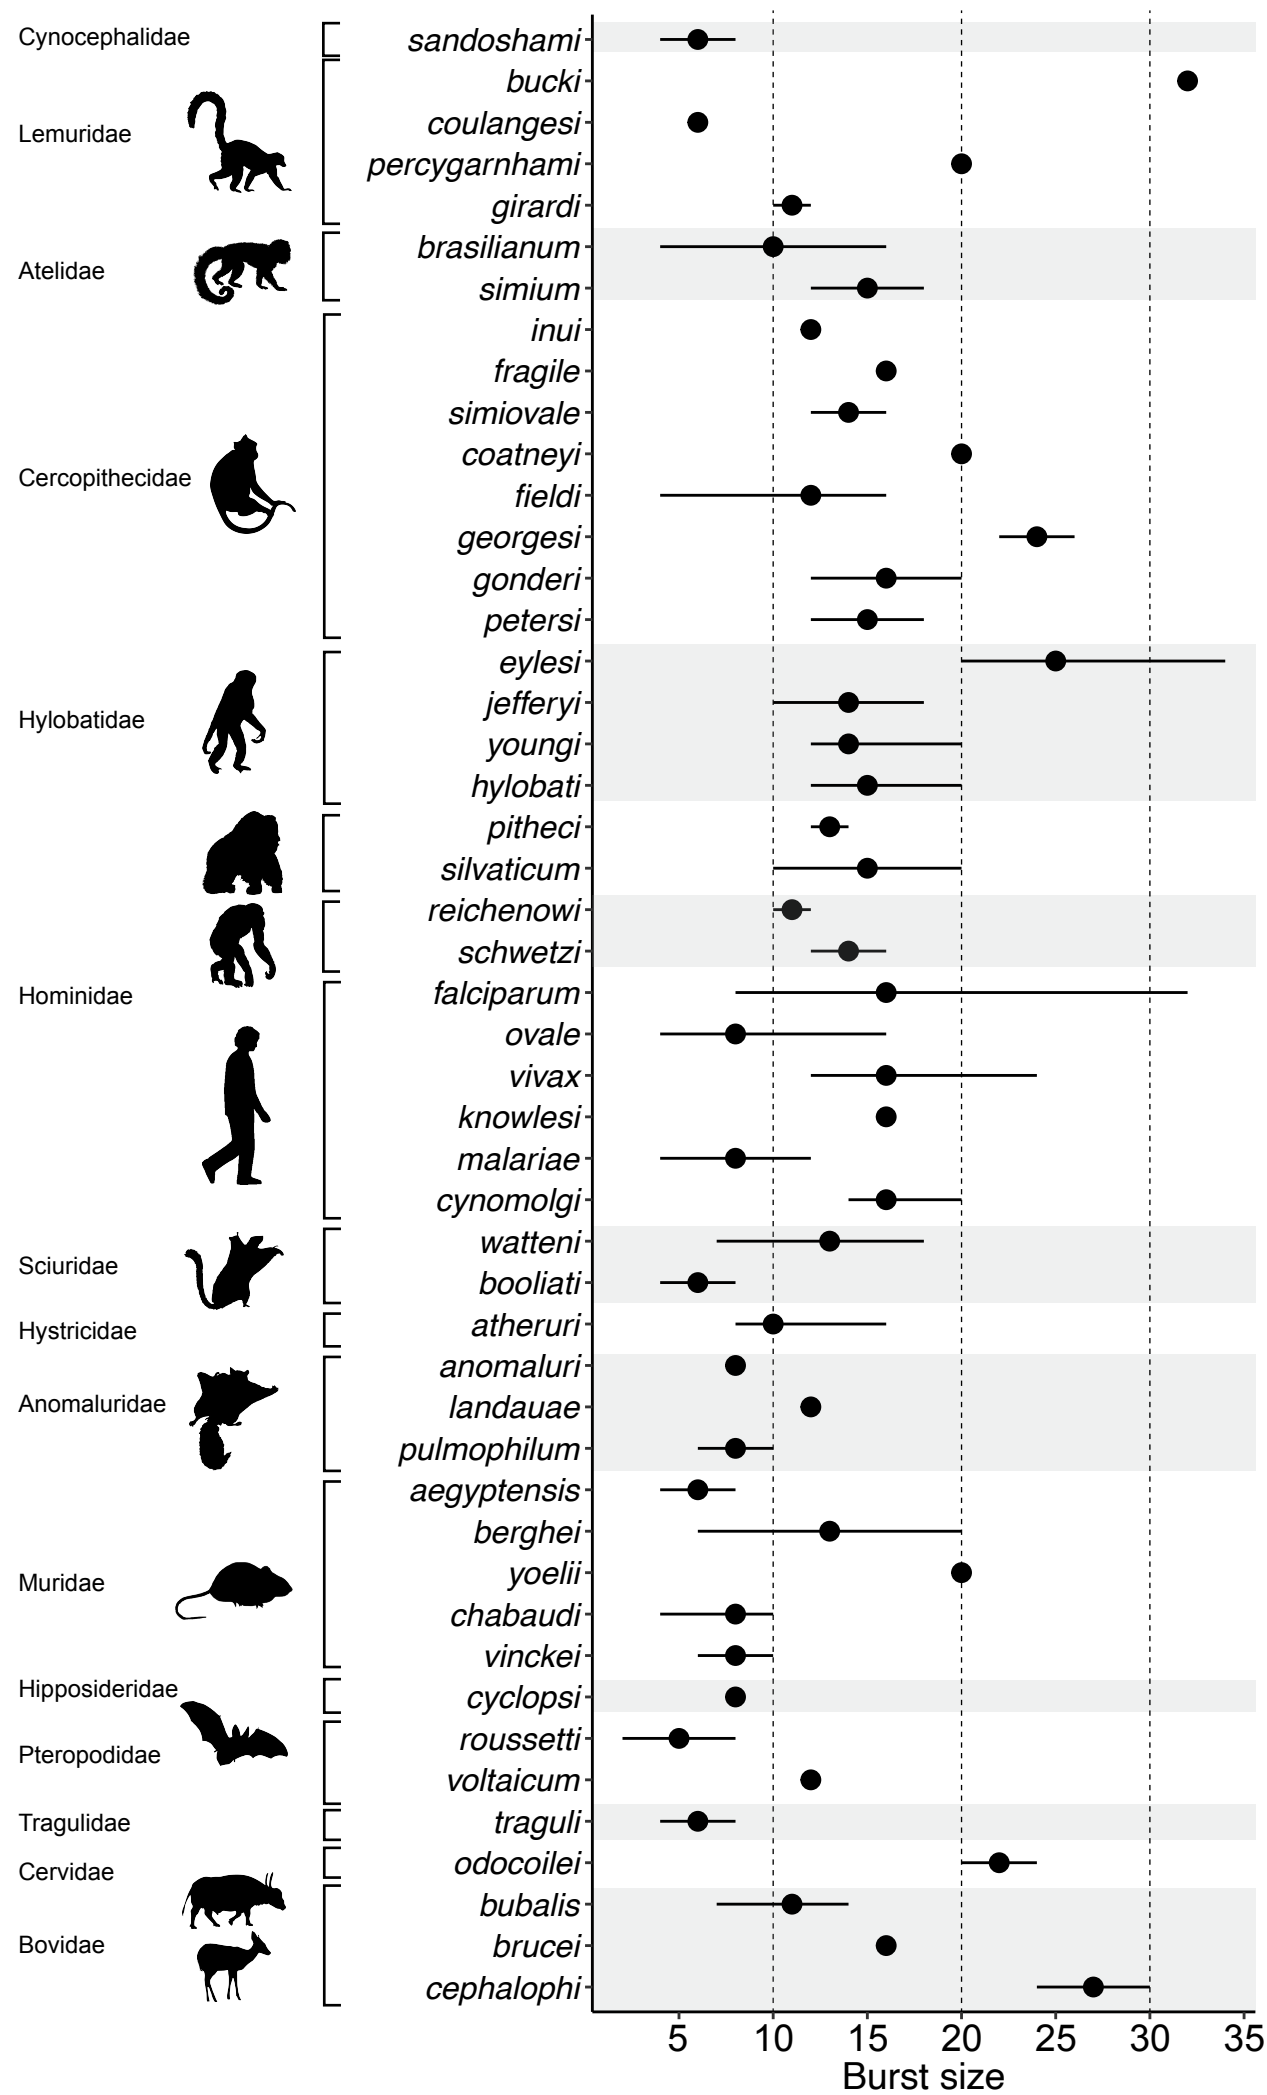 Cynocephalidae
sandoshami
bucki
coulangesi
Lemuridae
percygarnhami
girardi
brasilianum
Atelidae
simium
inui
fragile
simiovale
coatneyi
Cercopithecidae
fieldi
georgesi
gonderi
petersi
eylesi
jefferyi
Hylobatidae
youngi
hylobati
pitheci
silvaticum
reichenowi
schwetzi
falciparum
Hominidae
ovale
vivax
knowlesi
malariae
cynomolgi
watteni
Sciuridae
booliati
atheruri
Hystricidae
anomaluri
Anomaluridae
landauae
pulmophilum
aegyptensis
berghei
yoelii
Muridae
chabaudi
vinckei
Hipposideridae
cyclopsi
roussetti
Pteropodidae
voltaicum
traguli
Tragulidae
odocoilei
Cervidae
bubalis
Bovidae
brucei
cephalophi
5 10 15 20 25 30 35
Burst size